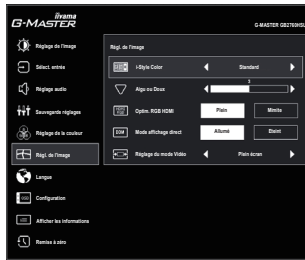 iiyama
G-MASTER
G-MASTER GB2760HS
Réglage de l'image
Sélect. entrée
Réglage audio
Sauvegarde réglages
Réglage de la couleur
Régl. de l'image
Langue
Configuration
Afficher les informations
Remise à zéro
Régl. de l'image
i-Style Color
Standard
Aigu ou Doux
3
Optim. RGB HDMI
Plein
Mode affichage direct
Allumé
Eteint
Réglage du mode Vidéo
Plein écran